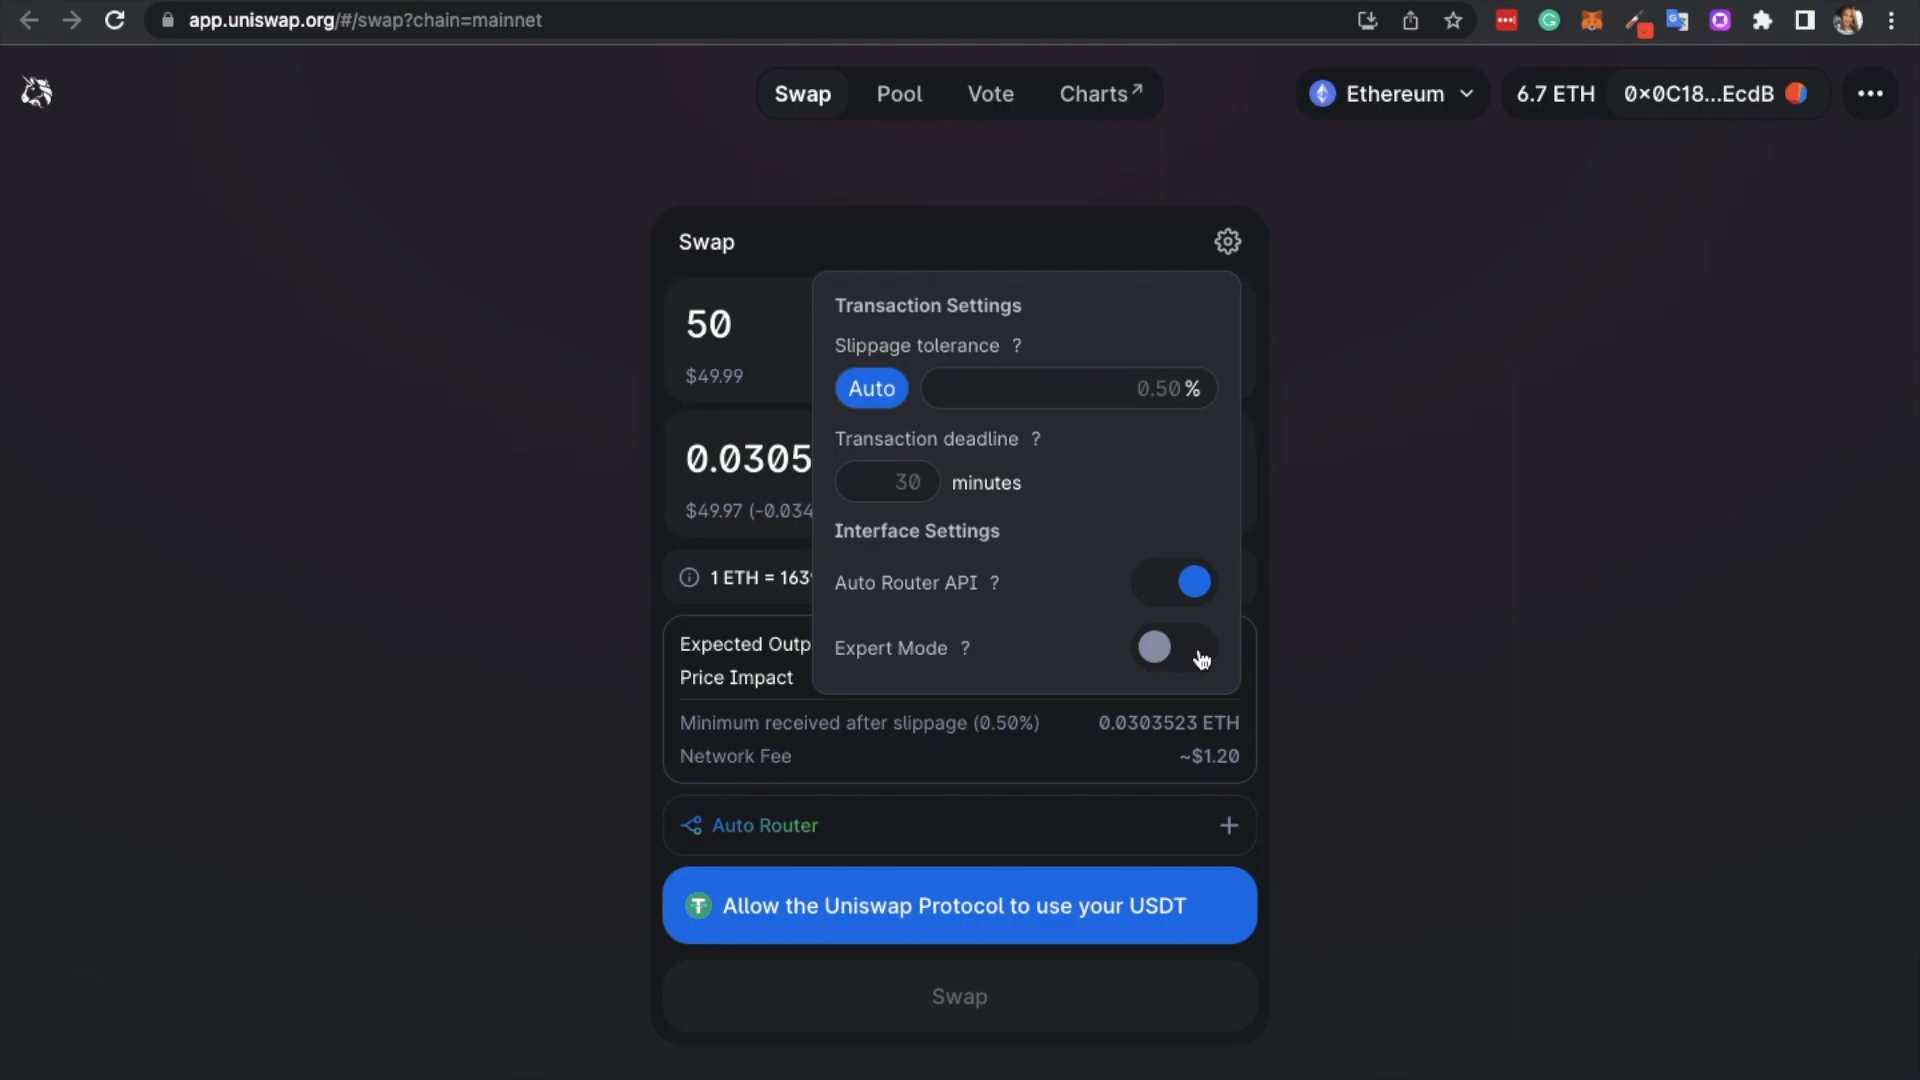 app.uniswap.org/#/swap?chain=mainnet
Swap
Pool
Vote
Charts↗
Ethereum
6.7 ETH
0x0C18...EcdB
Swap
50
$49.99
0.0305
$49.97 (-0.034
1 ETH = 163
Transaction Settings
Slippage tolerance ?
Auto
0.50 %
Transaction deadline ?
30 minutes
Interface Settings
Auto Router API ?
Expert Mode ?
Expected Outp
Price Impact
Minimum received after slippage (0.50%) 0.0303523 ETH
Network Fee ~$1.20
Auto Router +
Allow the Uniswap Protocol to use your USDT
Swap